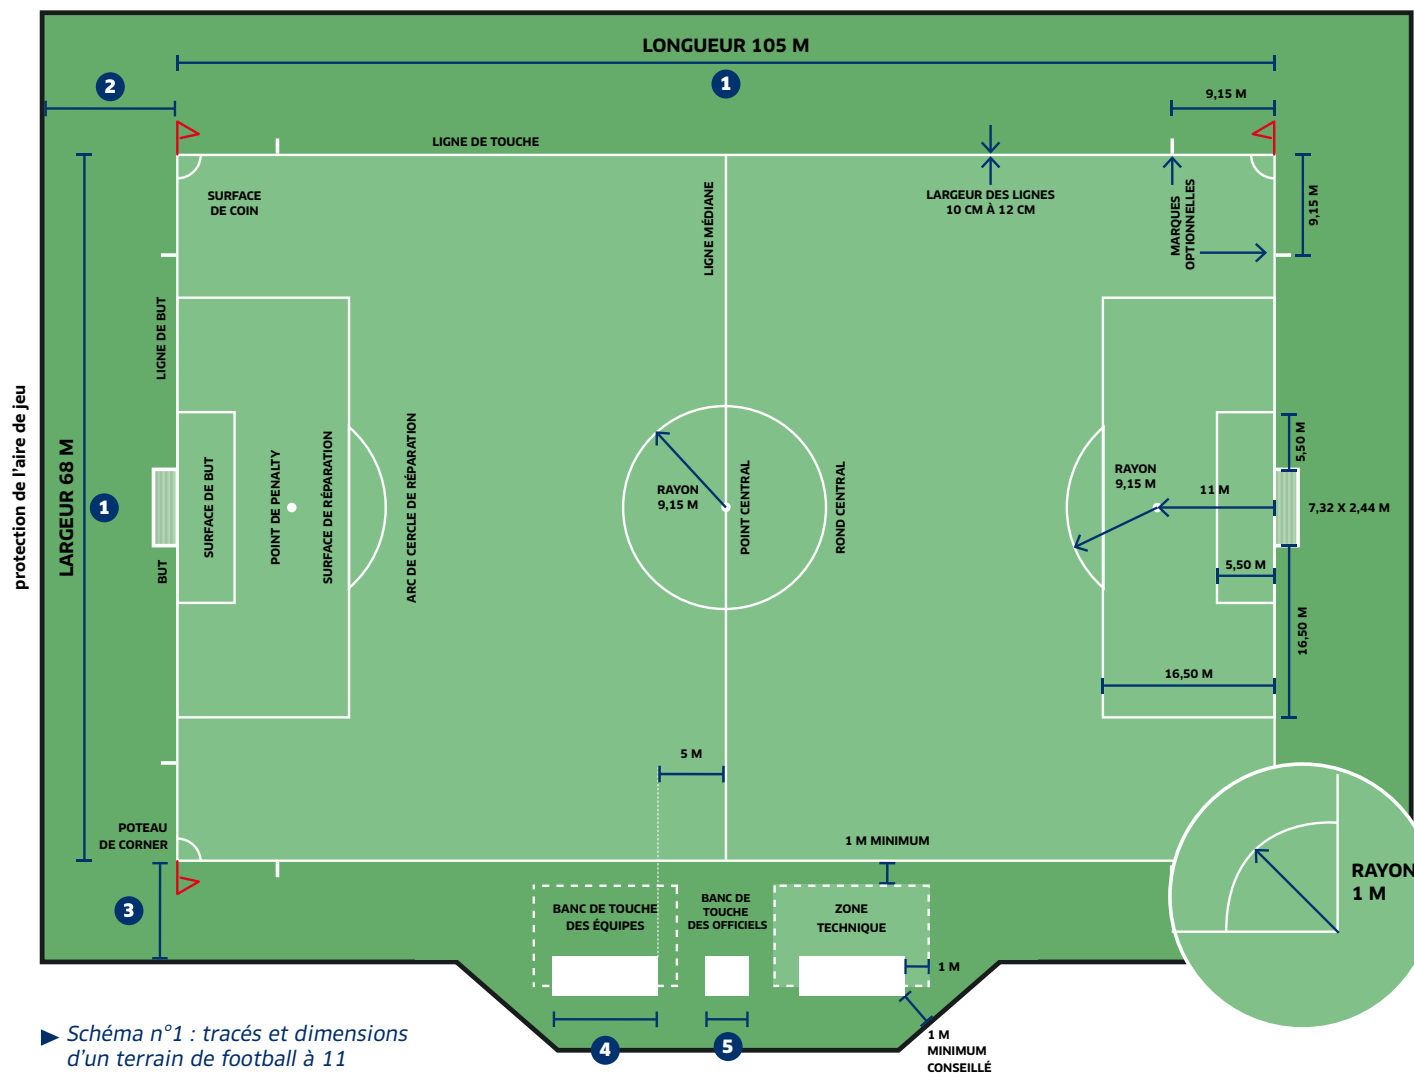 LONGUEUR 105 M
1
2
9,15 M
LIGNE DE TOUCHE
SURFACE
DE COIN
LIGNE MÉDIANE
LARGEUR DES LIGNES
10 CM À 12 CM
MARQUES
OPTIONNELLES
9,15 M
LIGNE DE BUT
protection de l'aire de jeu
LARGEUR 68 M
1
BUT
SURFACE DE BUT
POINT DE PENALTY
SURFACE DE RÉPARATION
ARC DE CERCLE DE RÉPARATION
RAYON
9,15 M
POINT CENTRAL
ROND CENTRAL
RAYON
9,15 M
11 M
5,50 M
7,32 X 2,44 M
5,50 M
16,50 M
16,50 M
5 M
POTEAU
DE CORNER
1 M MINIMUM
3
BANC DE TOUCHE
DES ÉQUIPES
BANC DE
TOUCHE
DES OFFICIELS
ZONE
TECHNIQUE
RAYON
1 M
1 M
4
5
1 M
MINIMUM
CONSEILLÉ
► Schéma n°1 : tracés et dimensions
d'un terrain de football à 11